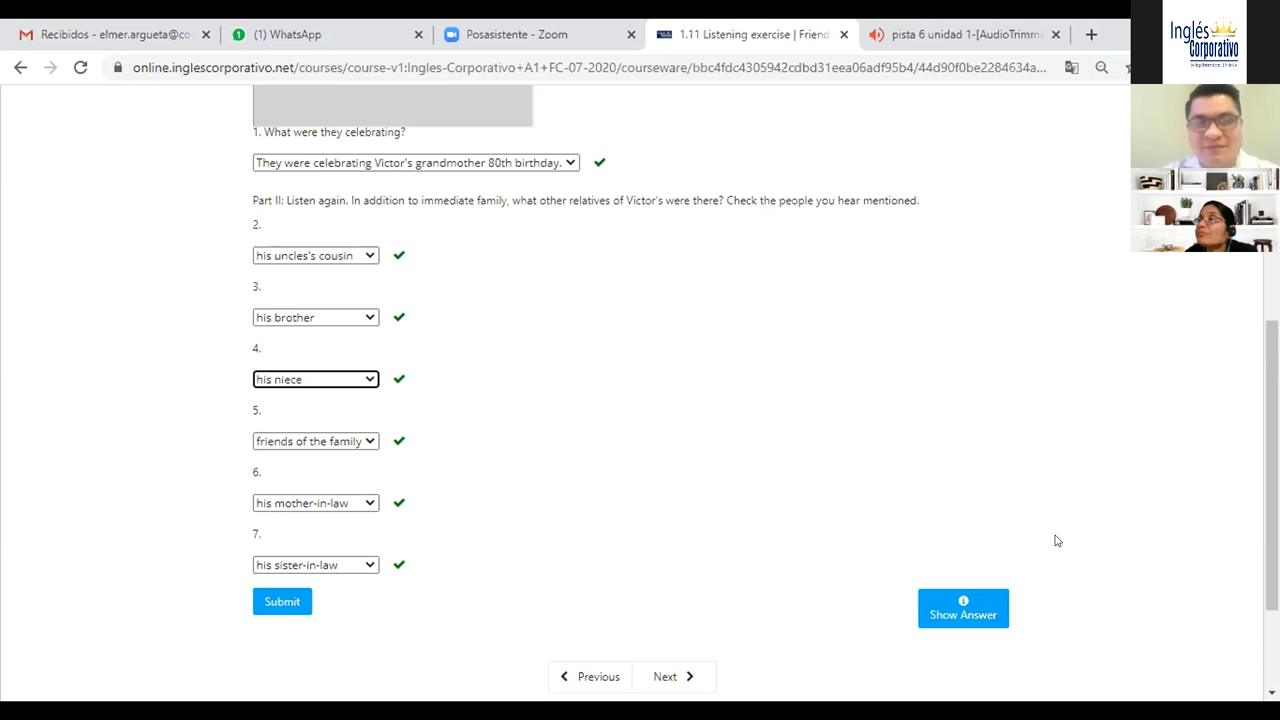 Recibidos - elmer.argueta@co
(1) WhatsApp
Posasistente - Zoom
1.11 Listening exercise | Friend
pista 6 unidad 1-[AudioTrimme
online.inglescorporativo.net/courses/course-v1:Ingles-Corporativo+A1+FC-07-2020/courseware/bbc4fdc4305942cdbd31eea06adf95b4/44d90f0be2284634a...
Inglés
Corporativo
1. What were they celebrating?
They were celebrating Victor's grandmother 80th birthday.
Part II: Listen again. In addition to immediate family, what other relatives of Victor's were there? Check the people you hear mentioned.
2.
his uncles's cousin
3.
his brother
4.
his niece
5.
friends of the family
6.
his mother-in-law
7.
his sister-in-law
Submit
Show Answer
Previous
Next